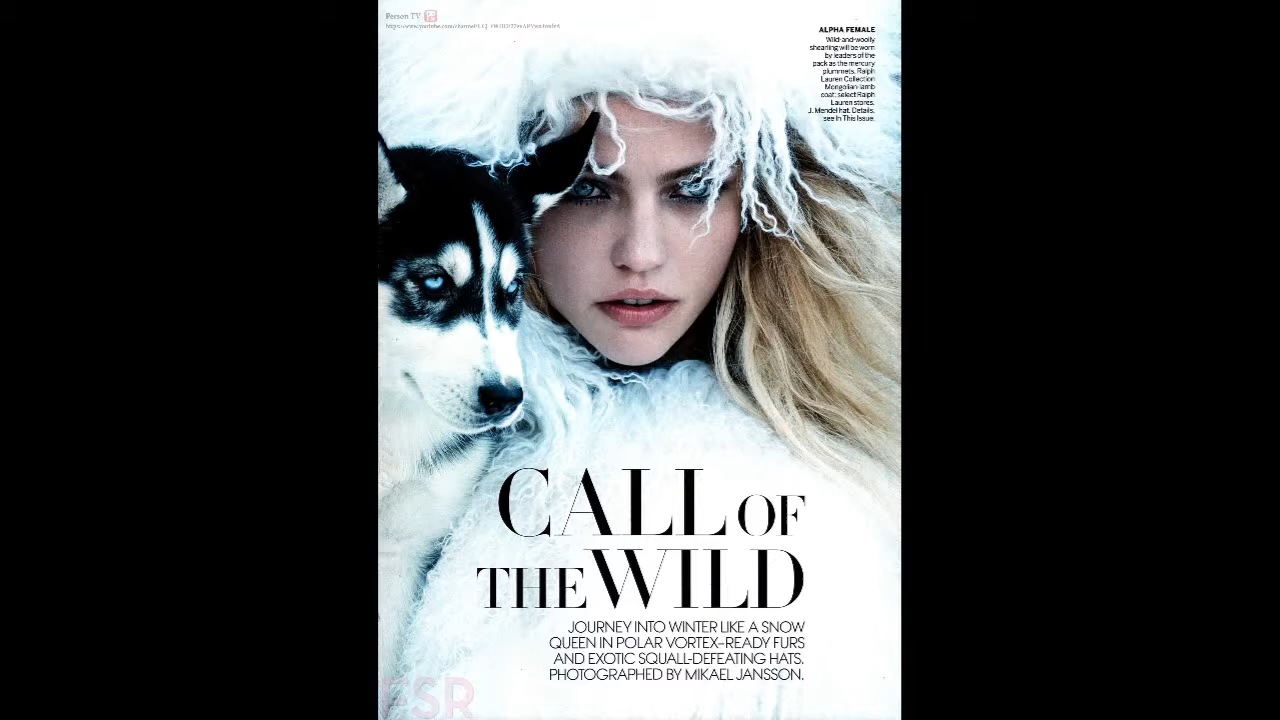 Person TV
ALPHA FEMALE
Wild-and-woolly
shearling will be worn
by leaders of the
pack as the mercury
plummets. Ralph
Lauren Collection
Mongolian-lamb
coat; select Ralph
Lauren stores.
J. Mendel hat. Details,
see In This Issue.
CALL OF
THE WILD
JOURNEY INTO WINTER LIKE A SNOW
QUEEN IN POLAR VORTEX–READY FURS
AND EXOTIC SQUALL-DEFEATING HATS.
PHOTOGRAPHED BY MIKAEL JANSSON.
FSR